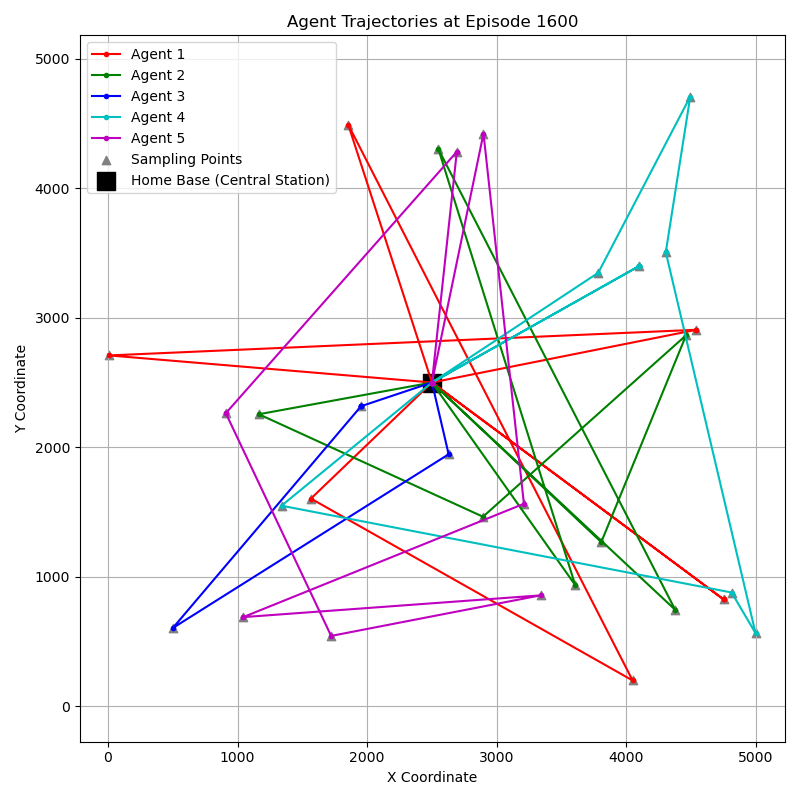 Agent Trajectories at Episode 1600
Agent 1
Agent 2
Agent 3
Agent 4
Agent 5
Sampling Points
Home Base (Central Station)
Y Coordinate
5000
4000
3000
2000
1000
0
0 1000 2000 3000 4000 5000
X Coordinate